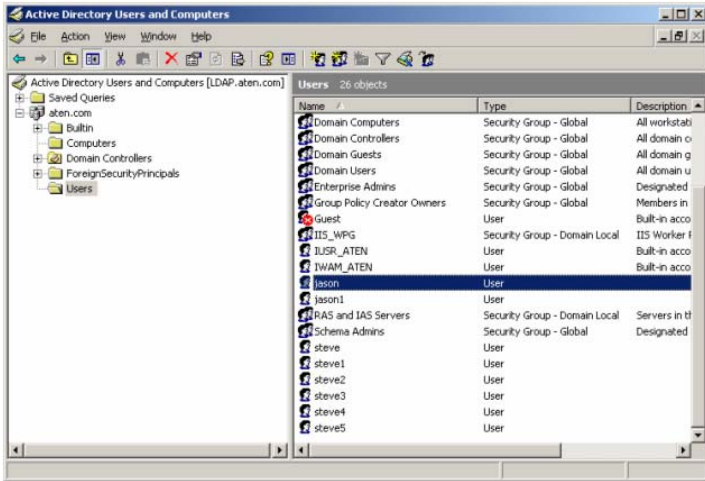 Active Directory Users and Computers
File Action View Window Help
Active Directory Users and Computers [LDAP.aten.com]
Saved Queries
aten.com
Builtin
Computers
Domain Controllers
ForeignSecurityPrincipals
Users
Users 26 objects
Name Type Description
Domain Computers Security Group - Global All workstati
Domain Controllers Security Group - Global All domain co
Domain Guests Security Group - Global All domain g
Domain Users Security Group - Global All domain u
Enterprise Admins Security Group - Global Designated
Group Policy Creator Owners Security Group - Global Members in
Guest User Built-in acco
IIS_WPG Security Group - Domain Local IIS Worker P
IUSR_ATEN User Built-in acco
IWAM_ATEN User Built-in acco
jason User
jason1 User
RAS and IAS Servers Security Group - Domain Local Servers in th
Schema Admins Security Group - Global Designated
steve User
steve1 User
steve2 User
steve3 User
steve4 User
steve5 User